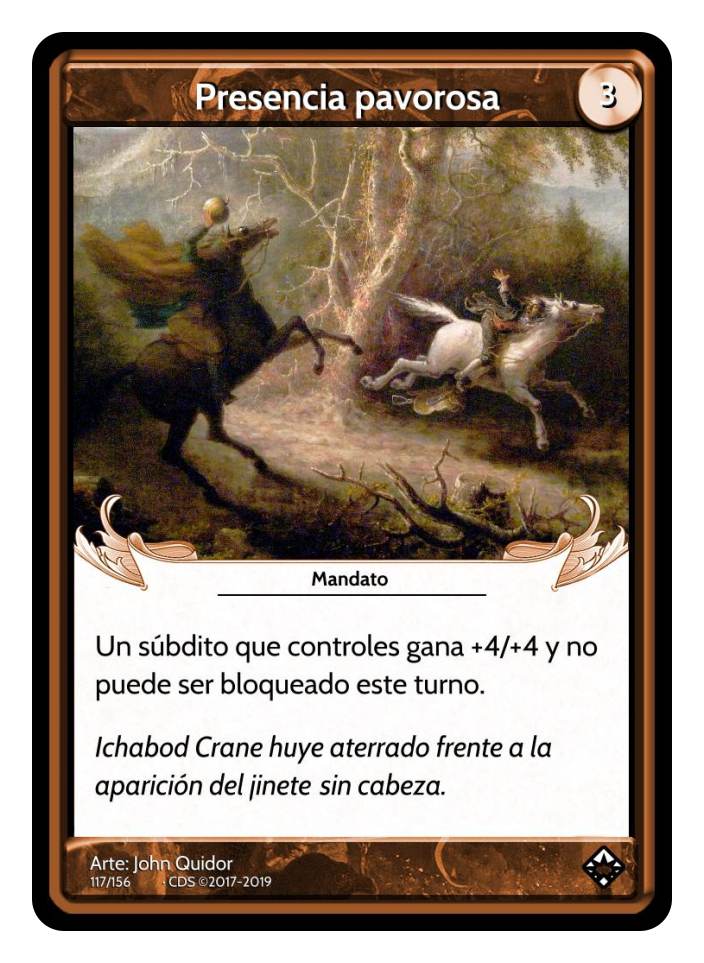 Presencia pavorosa
3
Mandato
Un súbdito que controles gana +4/+4 y no
puede ser bloqueado este turno.
Ichabod Crane huye aterrado frente a la
aparición del jinete sin cabeza.
Arte: John Quidor
117/156 · CDS ©2017-2019